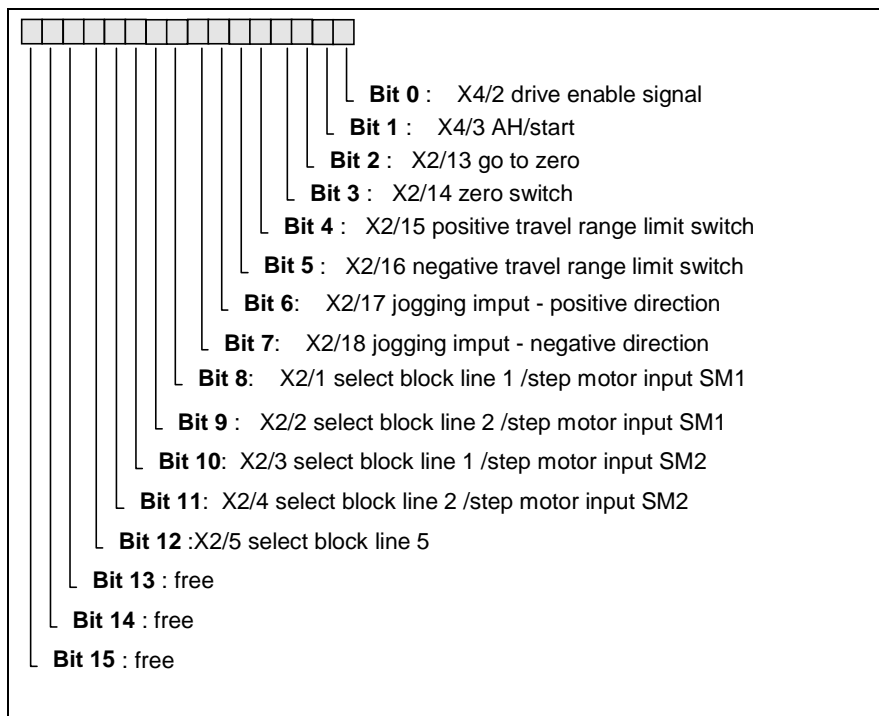 Bit 0 : X4/2 drive enable signal
Bit 1 : X4/3 AH/start
Bit 2 : X2/13 go to zero
Bit 3 : X2/14 zero switch
Bit 4 : X2/15 positive travel range limit switch
Bit 5 : X2/16 negative travel range limit switch
Bit 6: X2/17 jogging imput - positive direction
Bit 7: X2/18 jogging imput - negative direction
Bit 8: X2/1 select block line 1 /step motor input SM1
Bit 9 : X2/2 select block line 2 /step motor input SM1
Bit 10: X2/3 select block line 1 /step motor input SM2
Bit 11: X2/4 select block line 2 /step motor input SM2
Bit 12 :X2/5 select block line 5
Bit 13 : free
Bit 14 : free
Bit 15 : free